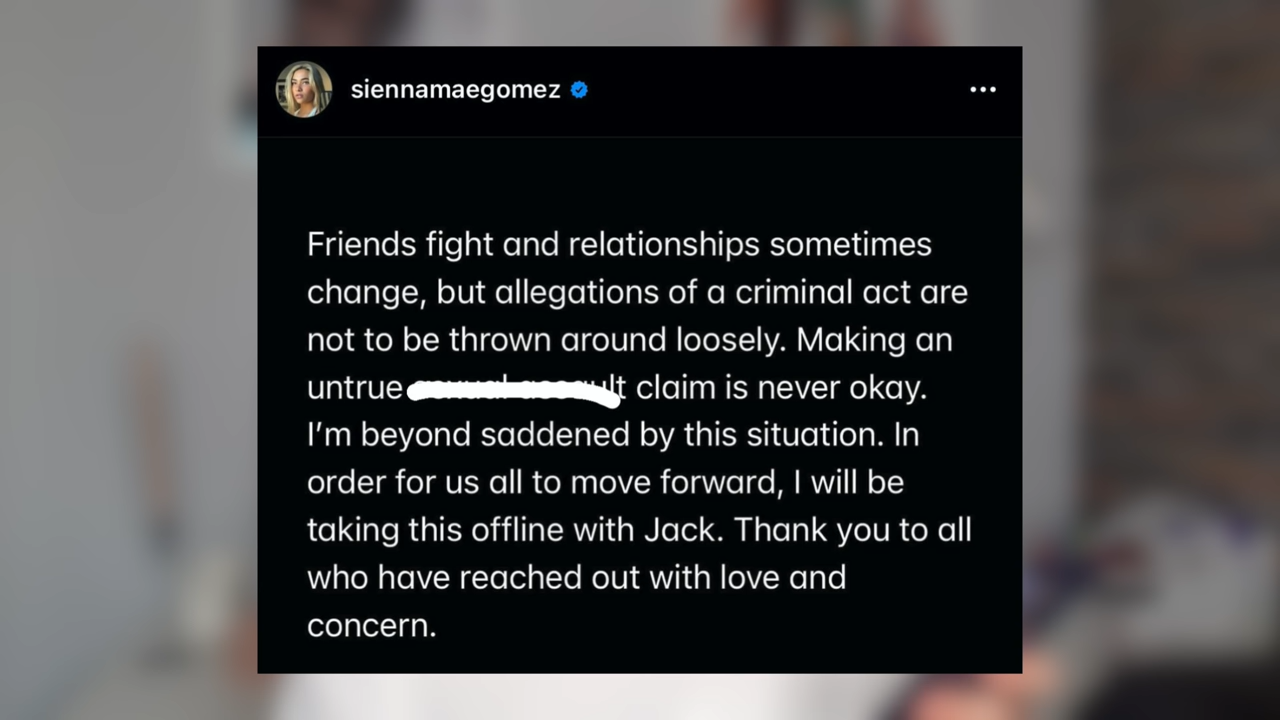 siennamaegomez
Friends fight and relationships sometimes
change, but allegations of a criminal act are
not to be thrown around loosely. Making an
untrue claim is never okay.
I'm beyond saddened by this situation. In
order for us all to move forward, I will be
taking this offline with Jack. Thank you to all
who have reached out with love and
concern.